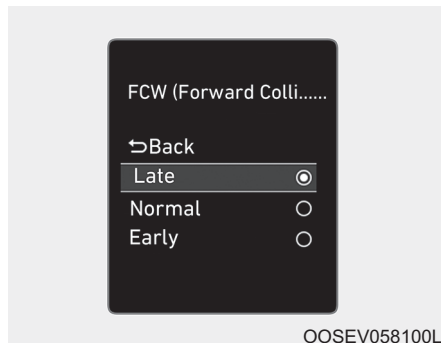 FCW (Forward Colli......
⮌Back
Late
Normal
Early
OOSEV058100L